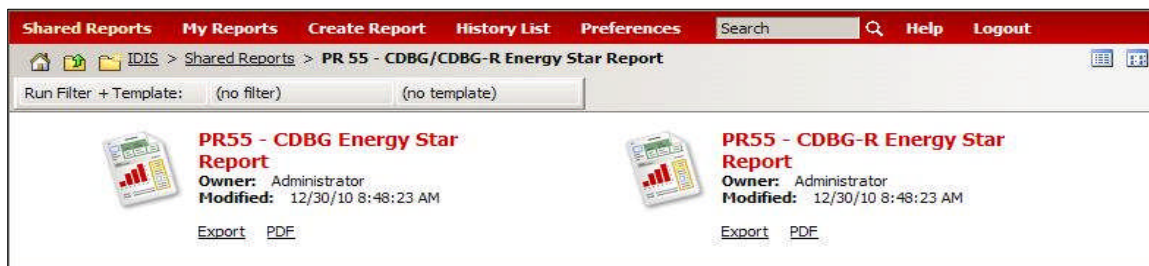 Shared Reports My Reports Create Report History List Preferences Search Help Logout
IDIS > Shared Reports > PR 55 - CDBG/CDBG-R Energy Star Report
Run Filter + Template: (no filter) (no template)
PR55 - CDBG Energy Star
Report
Owner: Administrator
Modified: 12/30/10 8:48:23 AM
Export PDF
PR55 - CDBG-R Energy Star
Report
Owner: Administrator
Modified: 12/30/10 8:48:23 AM
Export PDF